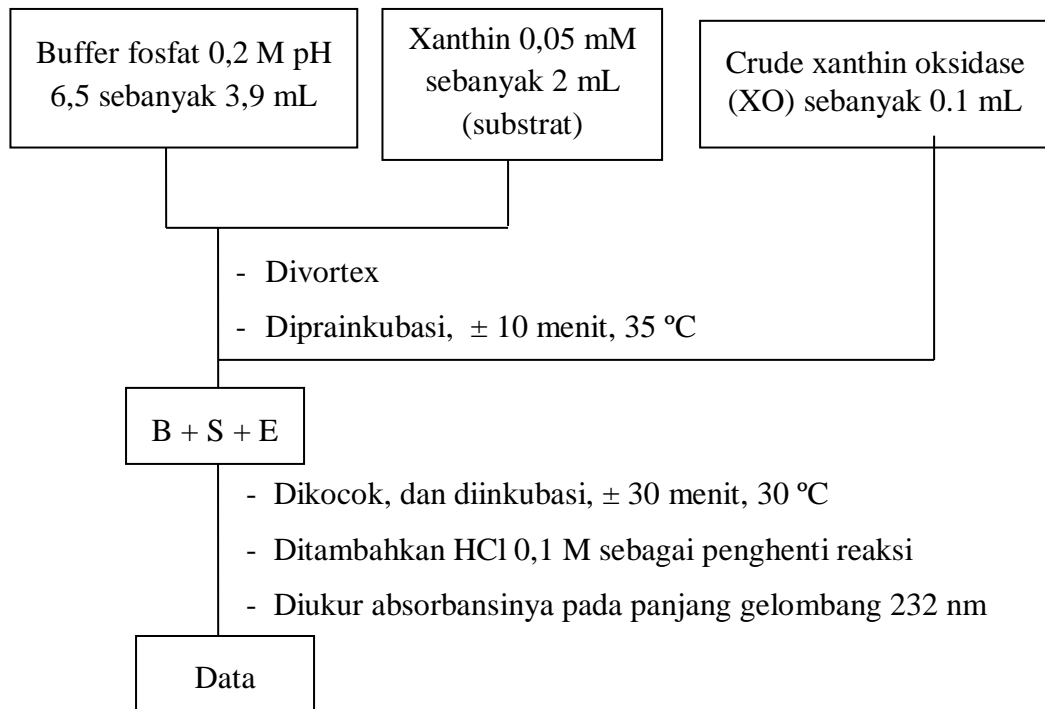 Buffer fosfat 0,2 M pH
6,5 sebanyak 3,9 mL
Xanthin 0,05 mM
sebanyak 2 mL
(substrat)
Crude xanthin oksidase
(XO) sebanyak 0.1 mL
- Divortex
- Diprainkubasi, ± 10 menit, 35 ºC
B + S + E
- Dikocok, dan diinkubasi, ± 30 menit, 30 ºC
- Ditambahkan HCl 0,1 M sebagai penghenti reaksi
- Diukur absorbansinya pada panjang gelombang 232 nm
Data